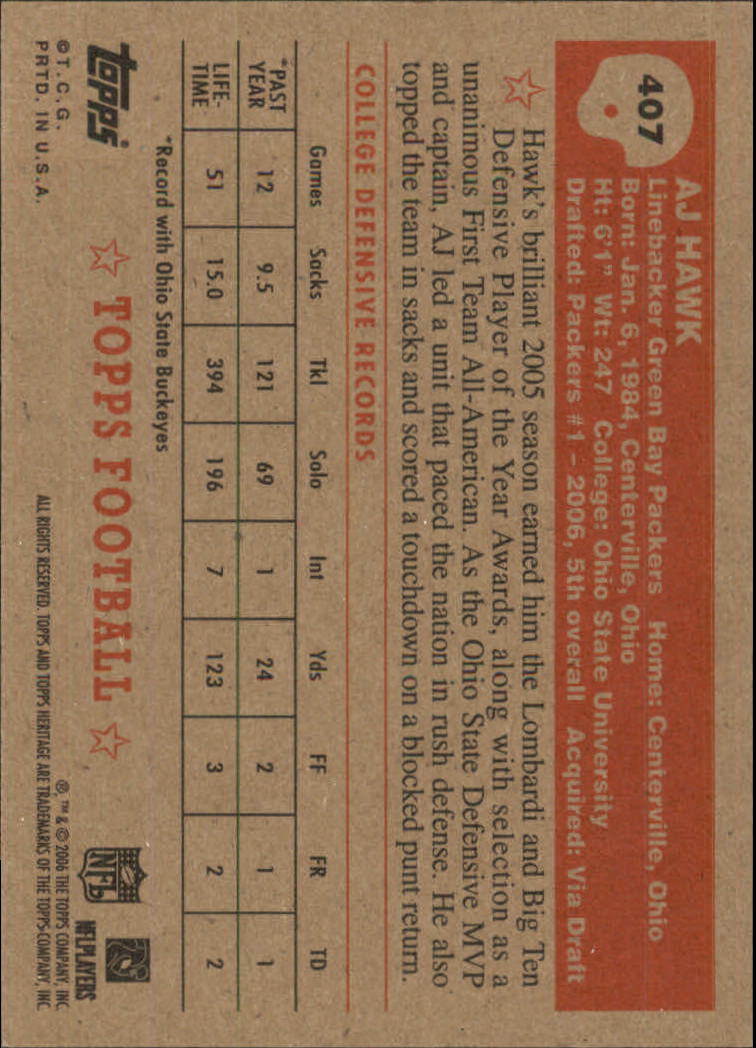 407
AJ HAWK
Linebacker Green Bay Packers Home: Centerville, Ohio
Born: Jan. 6, 1984, Centerville, Ohio
Ht: 6'1" Wt: 247 College: Ohio State University
Drafted: Packers #1 – 2006, 5th overall Acquired: Via Draft
Hawk's brilliant 2005 season earned him the Lombardi and Big Ten
Defensive Player of the Year Awards, along with selection as a
unanimous First Team All-American. As the Ohio State Defensive MVP
and captain, AJ led a unit that paced the nation in rush defense. He also
topped the team in sacks and scored a touchdown on a blocked punt return.
COLLEGE DEFENSIVE RECORDS
Games Sacks Tkl Solo Int Yds FF FR TD
*PAST YEAR 12 9.5 121 69 1 24 2 1 1
LIFE-TIME 51 15.0 394 196 7 123 3 2 2
*Record with Ohio State Buckeyes
topps
TOPPS FOOTBALL
NFL
NFLPLAYERS
©T.C.G.
PRTD. IN U.S.A.
®, ™ & © 2006 THE TOPPS COMPANY, INC
ALL RIGHTS RESERVED. TOPPS AND TOPPS HERITAGE ARE TRADEMARKS OF THE TOPPS COMPANY, INC